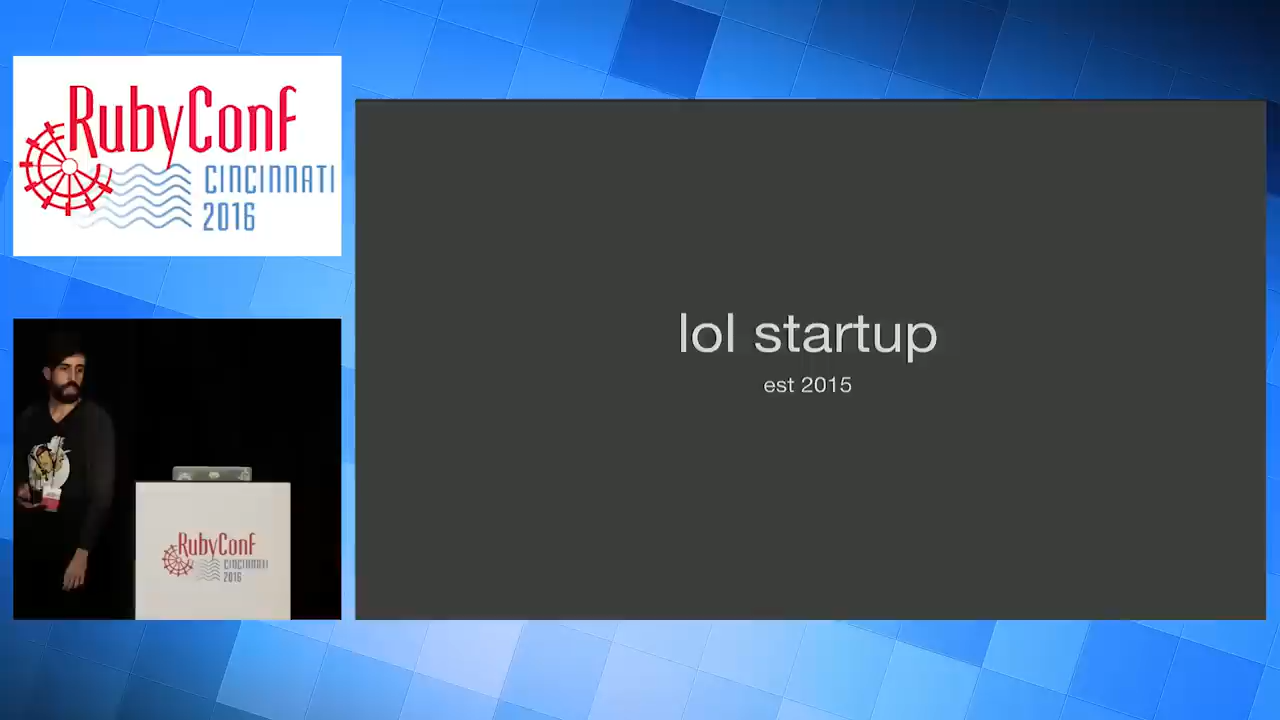 RubyConf
CINCINNATI
2016
lol startup
est 2015
RubyConf
CINCINNATI
2016